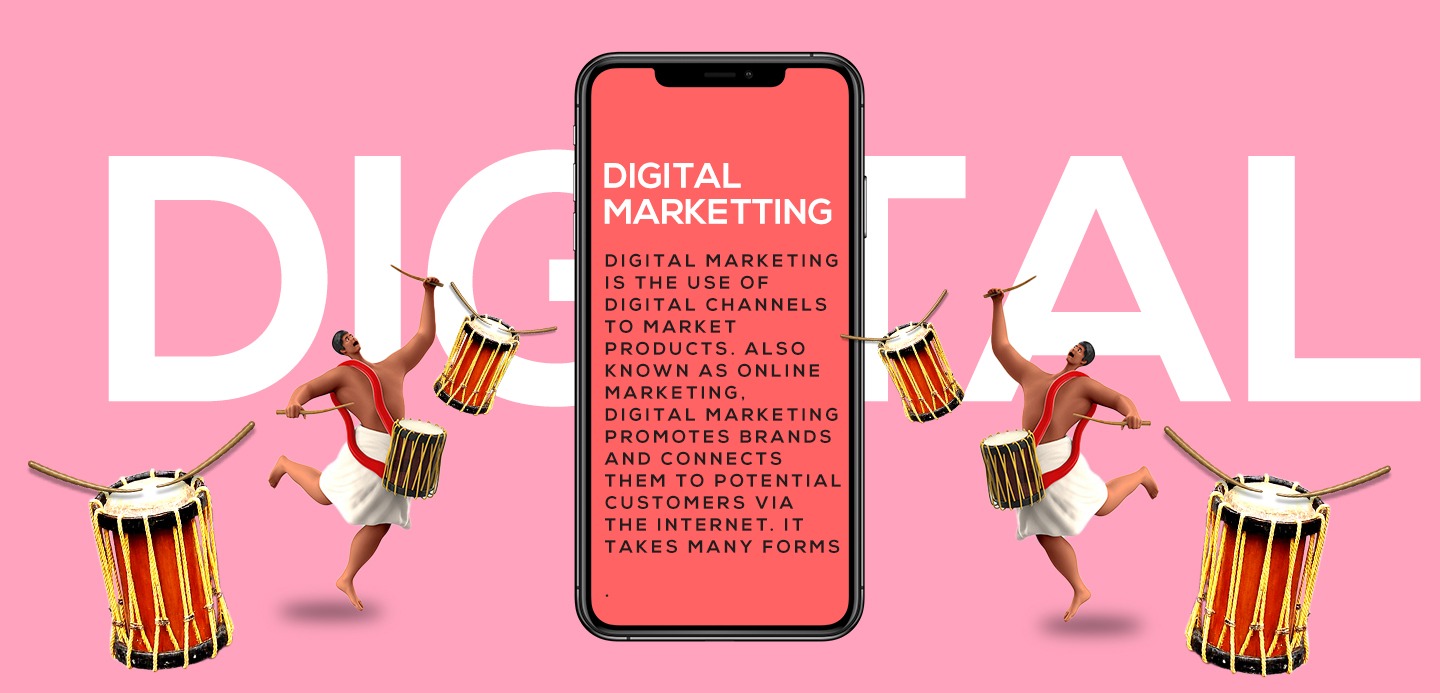 DIGITAL
DIGITAL
MARKETTING
DIGITAL MARKETING
IS THE USE OF
DIGITAL CHANNELS
TO MARKET
PRODUCTS. ALSO
KNOWN AS ONLINE
MARKETING,
DIGITAL MARKETING
PROMOTES BRANDS
AND CONNECTS
THEM TO POTENTIAL
CUSTOMERS VIA
THE INTERNET. IT
TAKES MANY FORMS
.